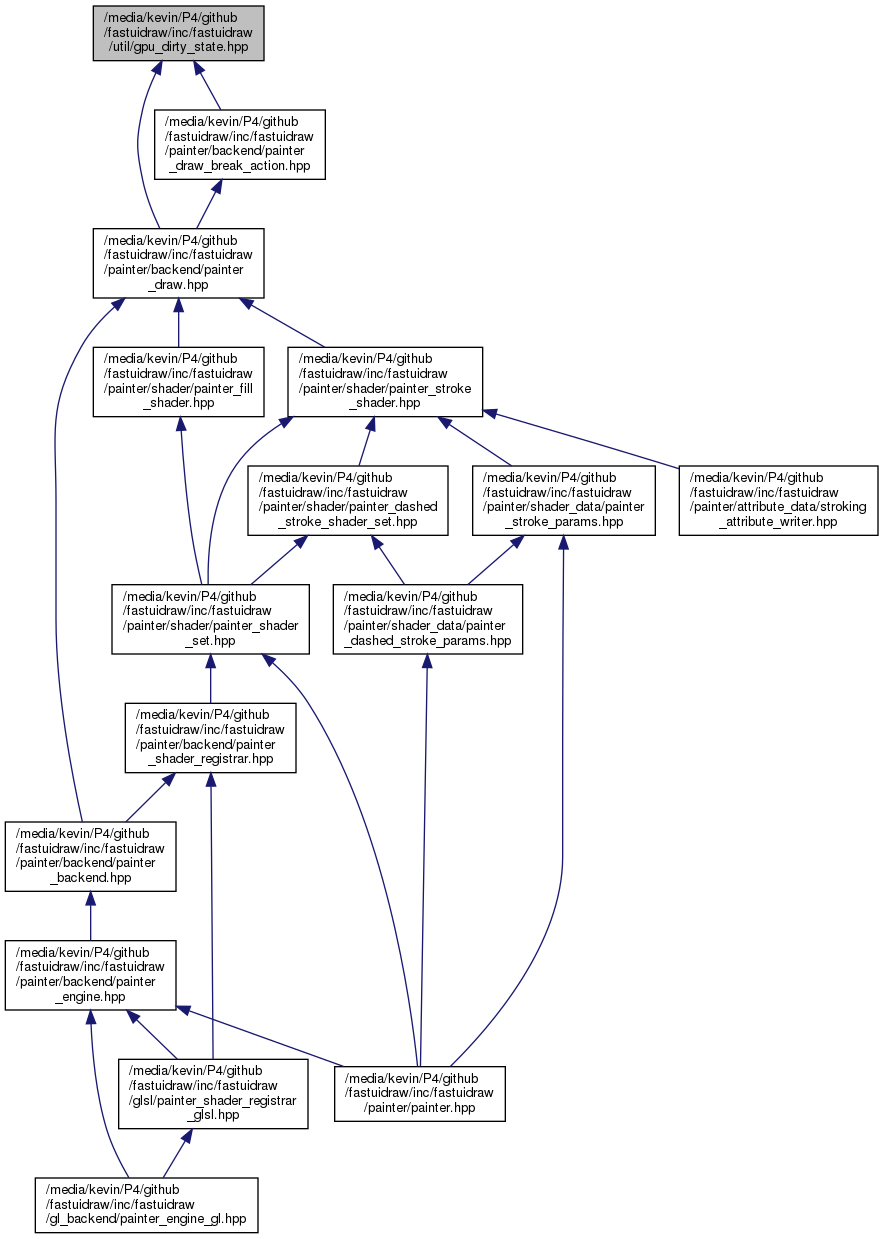 /media/kevin/P4/github
/fastuidraw/inc/fastuidraw
/util/gpu_dirty_state.hpp
/media/kevin/P4/github
/fastuidraw/inc/fastuidraw
/painter/backend/painter
_draw_break_action.hpp
/media/kevin/P4/github
/fastuidraw/inc/fastuidraw
/painter/backend/painter
_draw.hpp
/media/kevin/P4/github
/fastuidraw/inc/fastuidraw
/painter/shader/painter_fill
_shader.hpp
/media/kevin/P4/github
/fastuidraw/inc/fastuidraw
/painter/shader/painter_stroke
_shader.hpp
/media/kevin/P4/github
/fastuidraw/inc/fastuidraw
/painter/shader/painter_dashed
_stroke_shader_set.hpp
/media/kevin/P4/github
/fastuidraw/inc/fastuidraw
/painter/shader_data/painter
_stroke_params.hpp
/media/kevin/P4/github
/fastuidraw/inc/fastuidraw
/painter/attribute_data/stroking
_attribute_writer.hpp
/media/kevin/P4/github
/fastuidraw/inc/fastuidraw
/painter/shader/painter_shader
_set.hpp
/media/kevin/P4/github
/fastuidraw/inc/fastuidraw
/painter/shader_data/painter
_dashed_stroke_params.hpp
/media/kevin/P4/github
/fastuidraw/inc/fastuidraw
/painter/backend/painter
_shader_registrar.hpp
/media/kevin/P4/github
/fastuidraw/inc/fastuidraw
/painter/backend/painter
_backend.hpp
/media/kevin/P4/github
/fastuidraw/inc/fastuidraw
/painter/backend/painter
_engine.hpp
/media/kevin/P4/github
/fastuidraw/inc/fastuidraw
/glsl/painter_shader_registrar
_glsl.hpp
/media/kevin/P4/github
/fastuidraw/inc/fastuidraw
/painter/painter.hpp
/media/kevin/P4/github
/fastuidraw/inc/fastuidraw
/gl_backend/painter_engine_gl.hpp